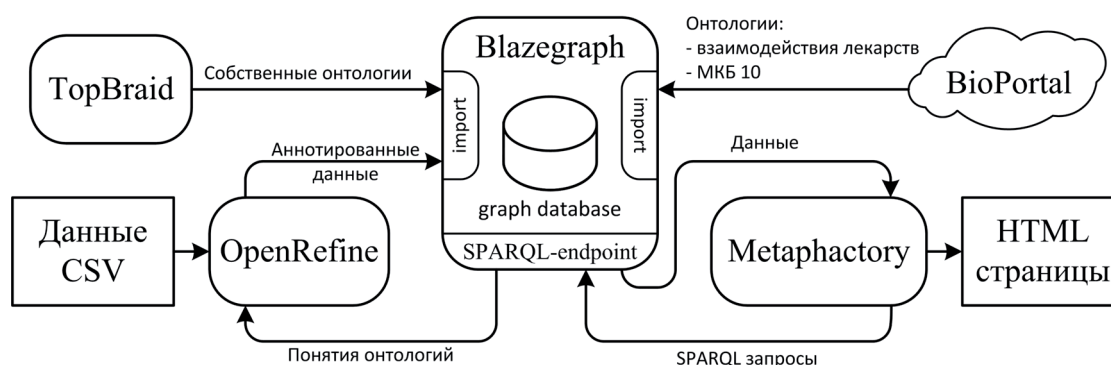 TopBraid
Собственные онтологии
Blazegraph
import
import
graph database
SPARQL-endpoint
Онтологии:
- взаимодействия лекарств
- МКБ 10
BioPortal
Аннотированные
данные
Данные
Данные
CSV
OpenRefine
Metaphactory
HTML
страницы
Понятия онтологий
SPARQL запросы